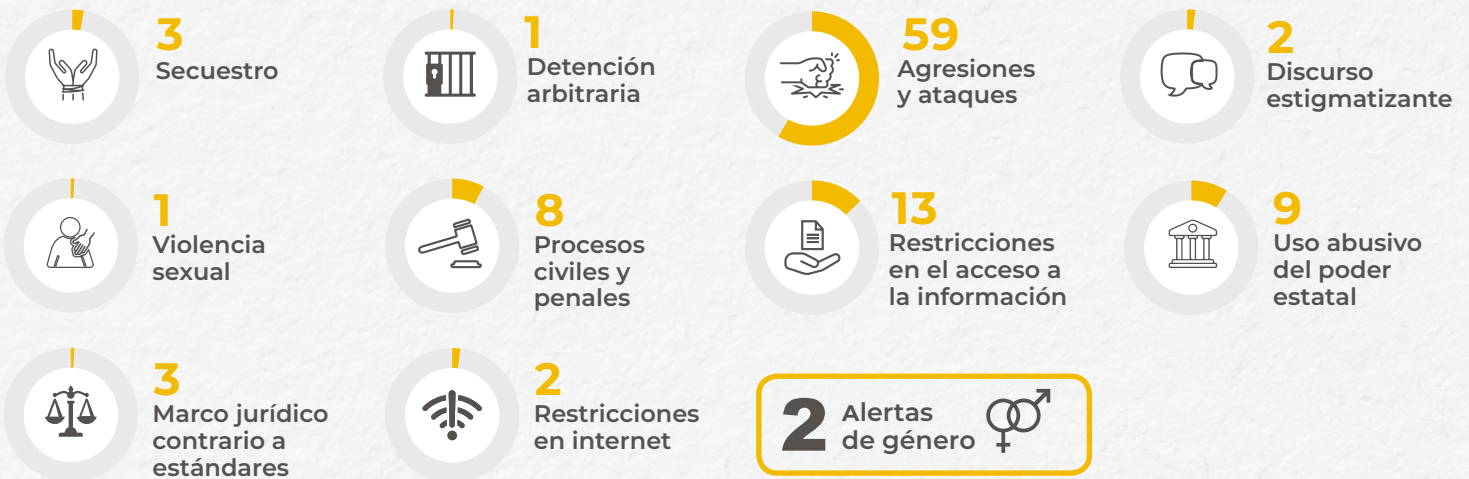 3
Secuestro
1
Detención
arbitraria
59
Agresiones
y ataques
2
Discurso
estigmatizante
1
Violencia
sexual
8
Procesos
civiles y
penales
13
Restricciones
en el acceso a
la información
9
Uso abusivo
del poder
estatal
3
Marco jurídico
contrario a
estándares
2
Restricciones
en internet
2
Alertas
de género